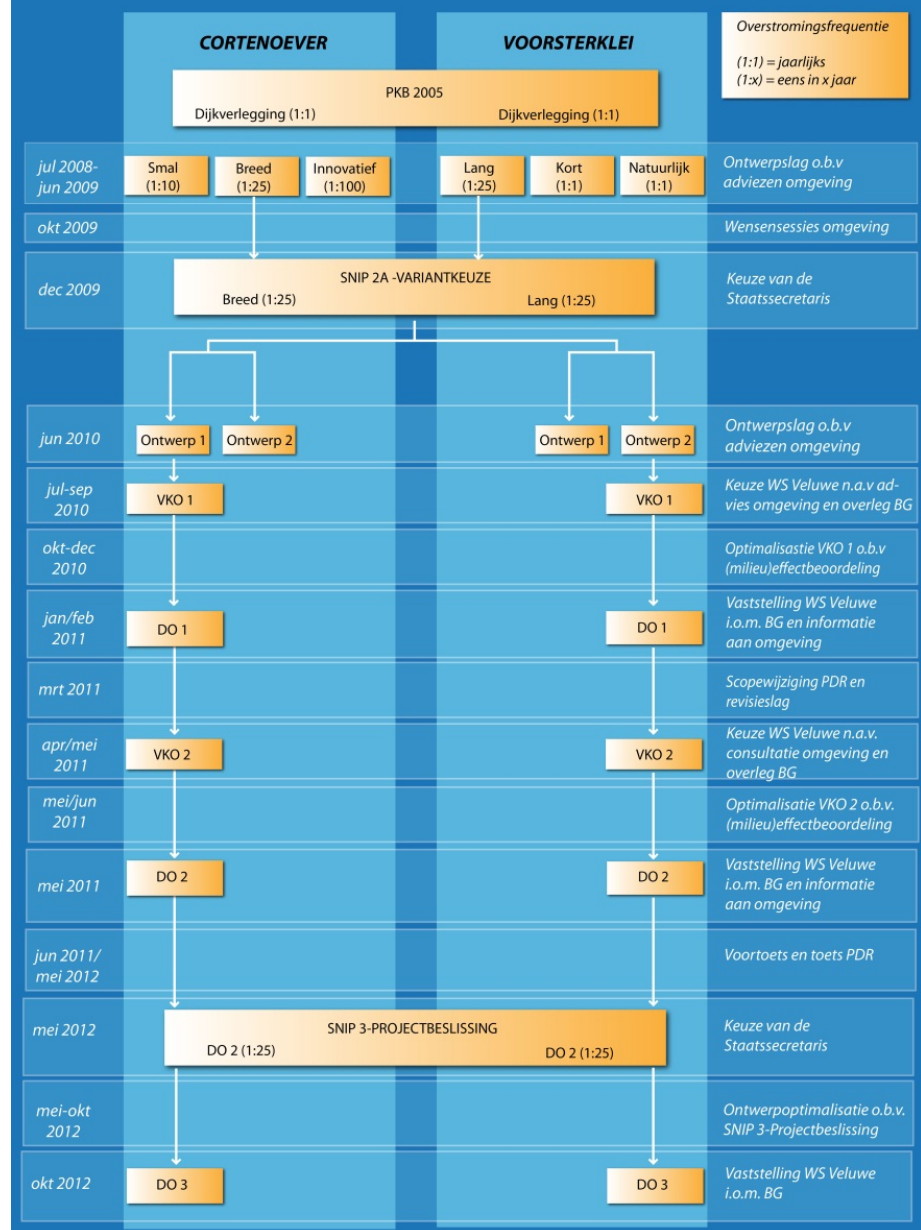 CORTENOEVER
VOORSTERKLEI
Overstromingsfrequentie
(1:1) = jaarlijks
(1:x) = eens in x jaar
PKB 2005
Dijkverlegging (1:1)
Dijkverlegging (1:1)
jul 2008-
jun 2009
Smal
(1:10)
Breed
(1:25)
Innovatief
(1:100)
Lang
(1:25)
Kort
(1:1)
Natuurlijk
(1:1)
Ontwerpslag o.b.v
adviezen omgeving
okt 2009
Wensensessies omgeving
dec 2009
SNIP 2A -VARIANTKEUZE
Breed (1:25)
Lang (1:25)
Keuze van de
Staatssecretaris
jun 2010
Ontwerp 1
Ontwerp 2
Ontwerp 1
Ontwerp 2
Ontwerpslag o.b.v
adviezen omgeving
jul-sep
2010
VKO 1
VKO 1
Keuze WS Veluwe n.a.v ad-
vies omgeving en overleg BG
okt-dec
2010
Optimalisastie VKO 1 o.b.v
(milieu)effectbeoordeling
jan/feb
2011
DO 1
DO 1
Vaststelling WS Veluwe
i.o.m. BG en informatie
aan omgeving
mrt 2011
Scopewijziging PDR en
revisieslag
apr/mei
2011
VKO 2
VKO 2
Keuze WS Veluwe n.a.v.
consultatie omgeving en
overleg BG
mei/jun
2011
Optimalisatie VKO 2 o.b.v.
(milieu)effectbeoordeling
mei 2011
DO 2
DO 2
Vaststelling WS Veluwe
i.o.m. BG en informatie
aan omgeving
jun 2011/
mei 2012
Voortoets en toets PDR
mei 2012
SNIP 3-PROJECTBESLISSING
DO 2 (1:25)
DO 2 (1:25)
Keuze van de
Staatssecretaris
mei-okt
2012
Ontwerpoptimalisatie o.b.v.
SNIP 3-Projectbeslissing
okt 2012
DO 3
DO 3
Vaststelling WS Veluwe
i.o.m. BG